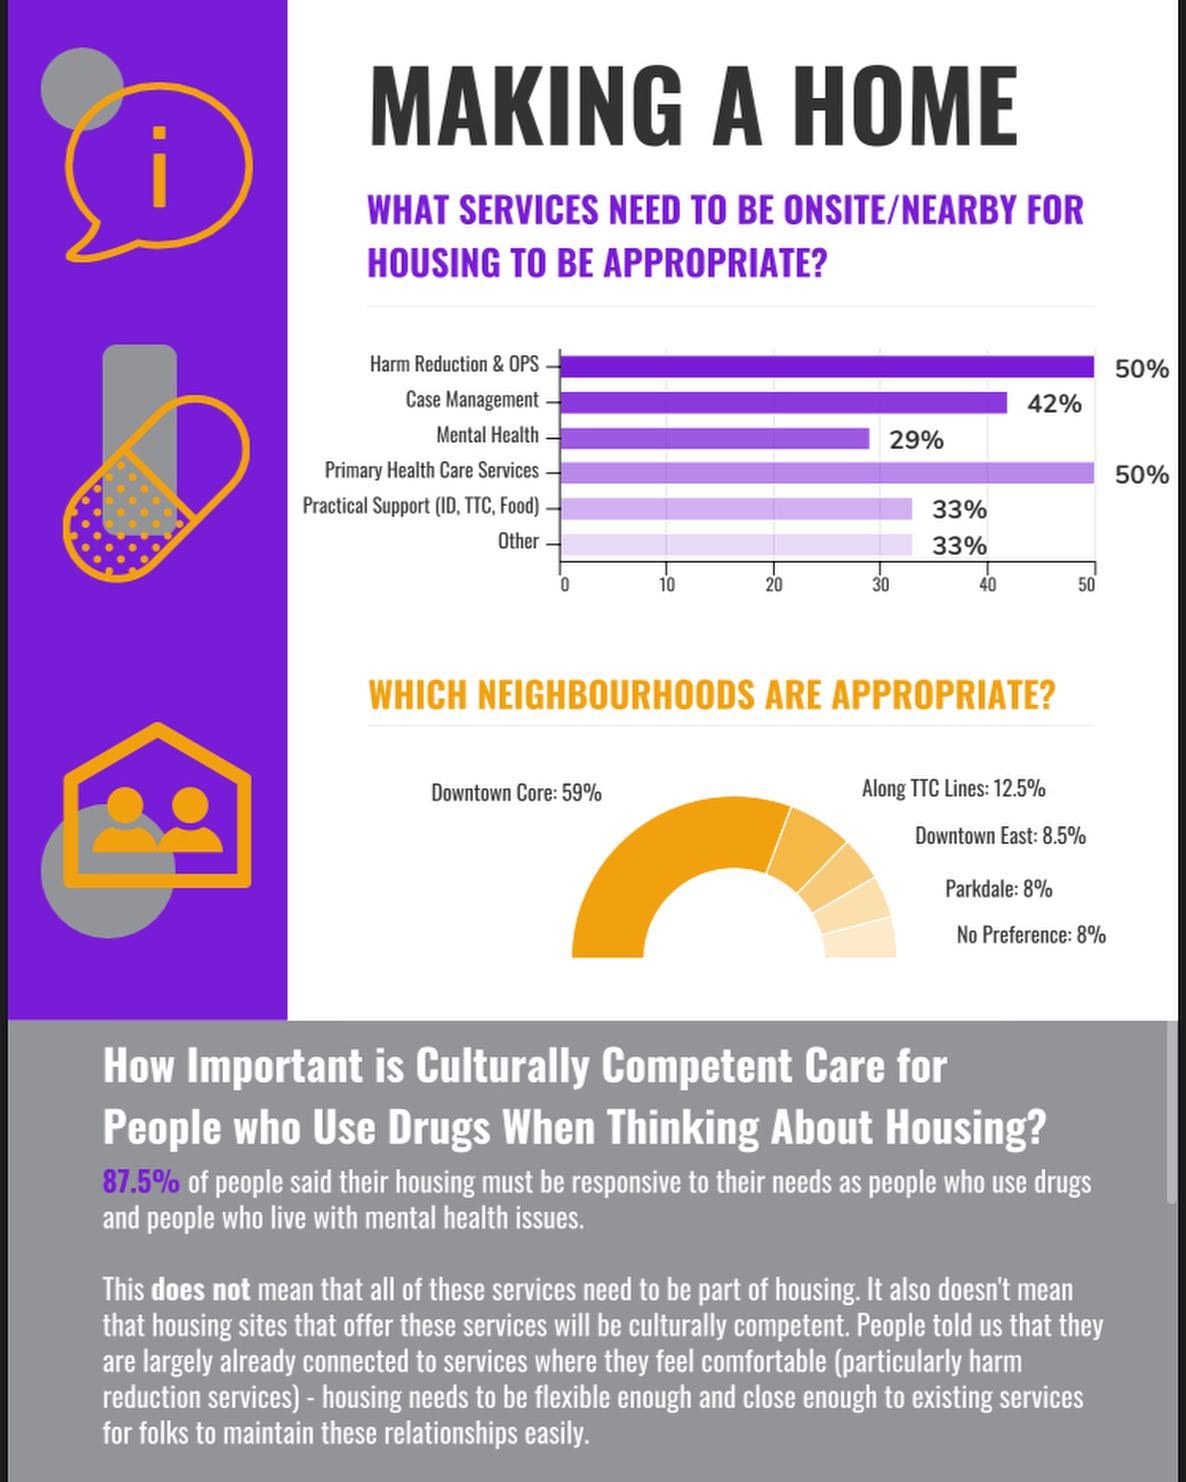 i
MAKING A HOME
WHAT SERVICES NEED TO BE ONSITE/NEARBY FOR
HOUSING TO BE APPROPRIATE?
Harm Reduction & OPS 50%
Case Management 42%
Mental Health 29%
Primary Health Care Services 50%
Practical Support (ID, TTC, Food) 33%
Other 33%
0 10 20 30 40 50
WHICH NEIGHBOURHOODS ARE APPROPRIATE?
Downtown Core: 59%
Along TTC Lines: 12.5%
Downtown East: 8.5%
Parkdale: 8%
No Preference: 8%
How Important is Culturally Competent Care for
People who Use Drugs When Thinking About Housing?
87.5% of people said their housing must be responsive to their needs as people who use drugs
and people who live with mental health issues.
This does not mean that all of these services need to be part of housing. It also doesn't mean
that housing sites that offer these services will be culturally competent. People told us that they
are largely already connected to services where they feel comfortable (particularly harm
reduction services) - housing needs to be flexible enough and close enough to existing services
for folks to maintain these relationships easily.